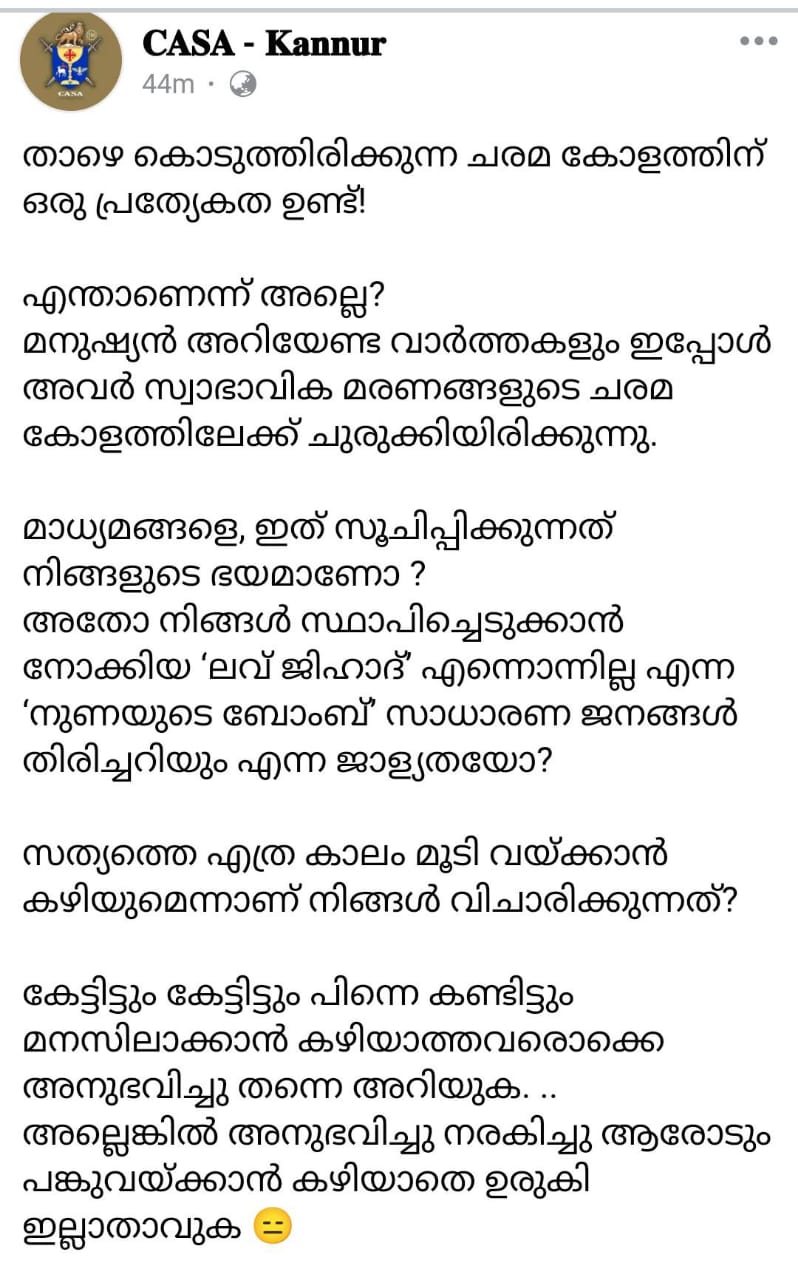 CASA - Kannur
44m ·
CASA
താഴെ കൊടുത്തിരിക്കുന്ന ചരമ കോളത്തിന്
ഒരു പ്രത്യേകത ഉണ്ട്!
എന്താണെന്ന് അല്ലെ?
മനുഷ്യൻ അറിയേണ്ട വാർത്തകളും ഇപ്പോൾ
അവർ സ്വാഭാവിക മരണങ്ങളുടെ ചരമ
കോളത്തിലേക്ക് ചുരുക്കിയിരിക്കുന്നു.
മാധ്യമങ്ങളെ, ഇത് സൂചിപ്പിക്കുന്നത്
നിങ്ങളുടെ ഭയമാണോ ?
അതോ നിങ്ങൾ സ്ഥാപിച്ചെടുക്കാൻ
നോക്കിയ ‘ലവ് ജിഹാദ്’ എന്നൊന്നില്ല എന്ന
‘നുണയുടെ ബോംബ്’ സാധാരണ ജനങ്ങൾ
തിരിച്ചറിയും എന്ന ജാള്യതയോ?
സത്യത്തെ എത്ര കാലം മൂടി വയ്ക്കാൻ
കഴിയുമെന്നാണ് നിങ്ങൾ വിചാരിക്കുന്നത്?
കേട്ടിട്ടും കേട്ടിട്ടും പിന്നെ കണ്ടിട്ടും
മനസിലാക്കാൻ കഴിയാത്തവരൊക്കെ
അനുഭവിച്ചു തന്നെ അറിയുക. ..
അല്ലെങ്കിൽ അനുഭവിച്ചു നരകിച്ചു ആരോടും
പങ്കുവയ്ക്കാൻ കഴിയാതെ ഉരുകി
ഇല്ലാതാവുക 😑